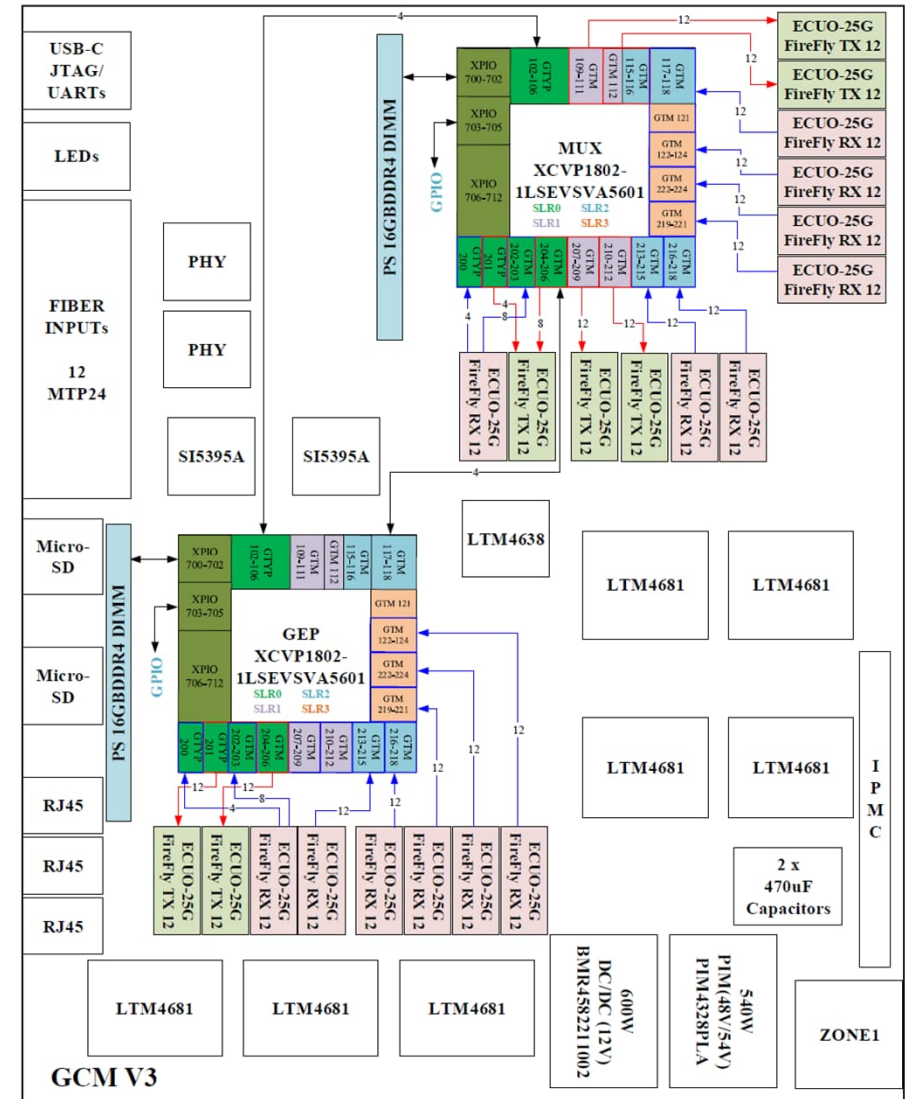 USB-C
JTAG/
UARTs
LEDs
FIBER
INPUTs
12
MTP24
PHY
PHY
SI5395A
SI5395A
Micro-
SD
Micro-
SD
RJ45
RJ45
RJ45
4
PS 16GBDDR4 DIMM
GPIO
XPIO
700-702
XPIO
703-705
XPIO
706-712
GTYP
102-106
GTM
109-111
GTM 112
GTM
115-116
GTM
117-118
GTM 121
GTM
122-124
GTM
222-224
GTM
219-221
MUX
XCVP1802-
1LSEVSVA5601
SLR0 SLR2
SLR1 SLR3
GTYP
200
GTYP
201
GTM
202-203
GTM
204-206
GTM
207-209
GTM
210-212
GTM
213-215
GTM
216-218
12
12
12
12
12
12
ECUO-25G
FireFly TX 12
ECUO-25G
FireFly TX 12
ECUO-25G
FireFly RX 12
ECUO-25G
FireFly RX 12
ECUO-25G
FireFly RX 12
ECUO-25G
FireFly RX 12
4
8
4
8
12
12
12
12
ECUO-25G
FireFly RX 12
ECUO-25G
FireFly TX 12
ECUO-25G
FireFly TX 12
ECUO-25G
FireFly TX 12
ECUO-25G
FireFly RX 12
ECUO-25G
FireFly RX 12
4
PS 16GBDDR4 DIMM
GPIO
XPIO
700-702
XPIO
703-705
XPIO
706-712
GTYP
102-106
GTM
109-111
GTM 112
GTM
115-116
GTM
117-118
GTM 121
GTM
122-124
GTM
222-224
GTM
219-221
GEP
XCVP1802-
1LSEVSVA5601
SLR0 SLR2
SLR1 SLR3
GTYP
200
GTYP
201
GTM
202-203
GTM
204-206
GTM
207-209
GTM
210-212
GTM
213-215
GTM
216-218
12
12
4
8
12
12
12
12
12
ECUO-25G
FireFly TX 12
ECUO-25G
FireFly TX 12
ECUO-25G
FireFly RX 12
ECUO-25G
FireFly RX 12
ECUO-25G
FireFly RX 12
ECUO-25G
FireFly RX 12
ECUO-25G
FireFly RX 12
ECUO-25G
FireFly RX 12
LTM4638
LTM4681
LTM4681
LTM4681
LTM4681
I
P
M
C
2 x
470uF
Capacitors
LTM4681
LTM4681
LTM4681
600W
DC/DC (12V)
BMR4582211002
540W
PIM(48V/54V)
PIM4328PLA
ZONE1
GCM V3